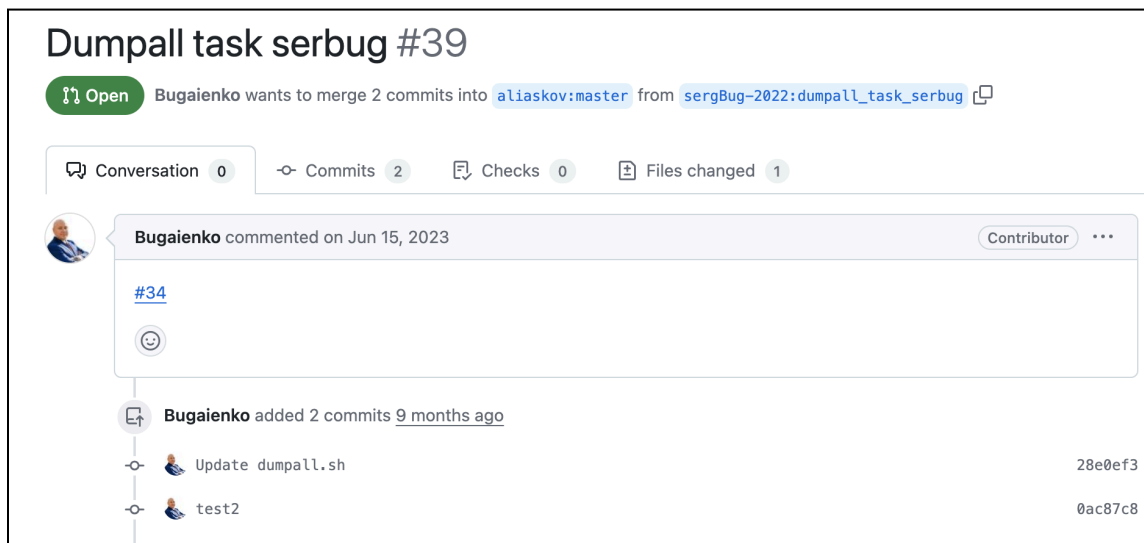 Dumpall task serbug #39
Open Bugaienko wants to merge 2 commits into aliaskov:master from sergBug-2022:dumpall_task_serbug
Conversation 0 Commits 2 Checks 0 Files changed 1
Bugaienko commented on Jun 15, 2023 Contributor
#34
Bugaienko added 2 commits 9 months ago
Update dumpall.sh 28e0ef3
test2 0ac87c8